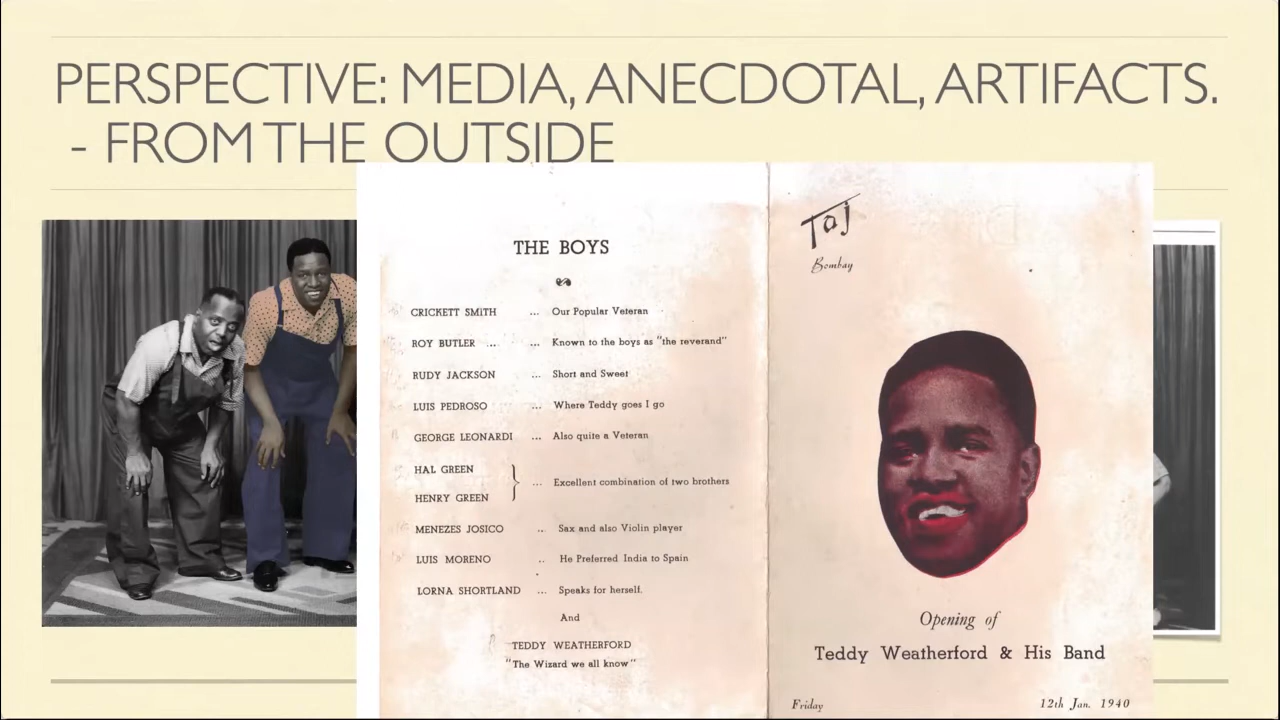 PERSPECTIVE: MEDIA, ANECDOTAL, ARTIFACTS.
- FROM THE OUTSIDE
THE BOYS
CRICKETT SMITH ... Our Popular Veteran
ROY BUTLER ... ... Known to the boys as "the reverand"
RUDY JACKSON ... Short and Sweet
LUIS PEDROSO ... Where Teddy goes I go
GEORGE LEONARDI ... Also quite a Veteran
HAL GREEN
HENRY GREEN } ... Excellent combination of two brothers
MENEZES JOSICO .. Sax and also Violin player
LUIS MORENO .. He Preferred India to Spain
LORNA SHORTLAND ... Speaks for herself.
And
TEDDY WEATHERFORD
"The Wizard we all know"
Taj
Bombay
Opening of
Teddy Weatherford & His Band
Friday 12th Jan. 1940